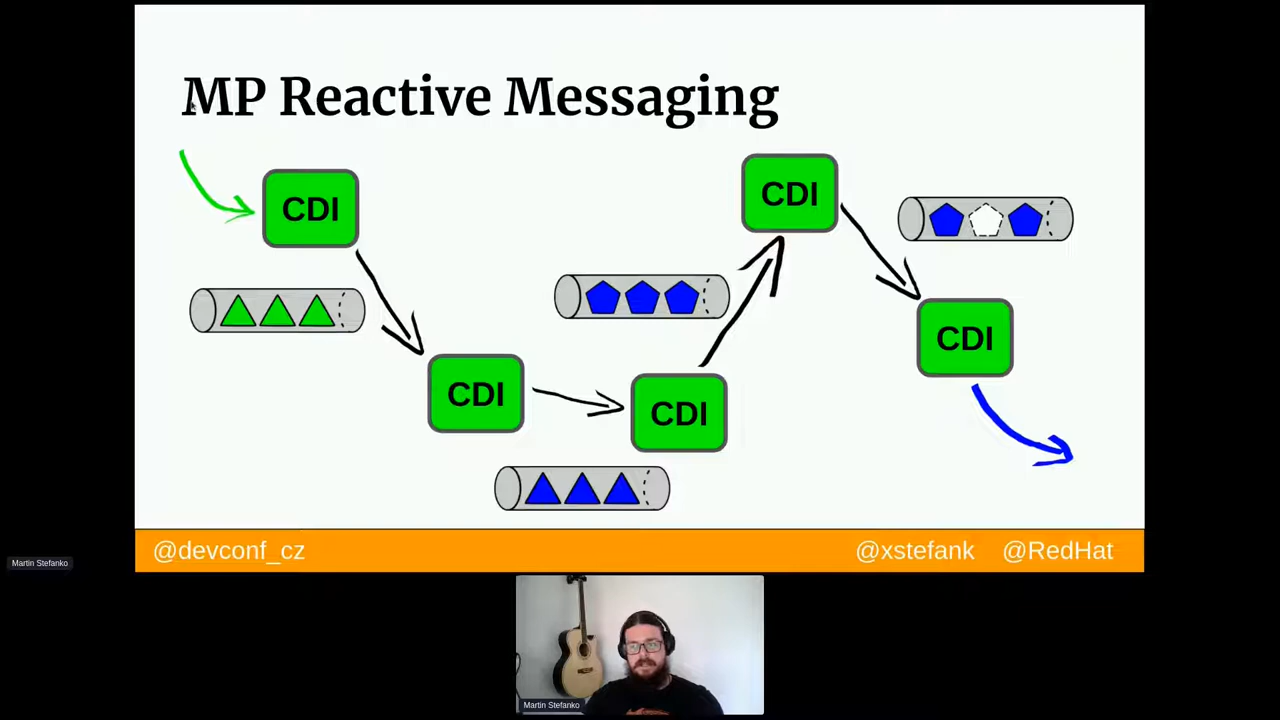 MP Reactive Messaging
CDI
CDI
CDI
CDI
CDI
@devconf_cz
@xstefank @RedHat
Martin Stefanko
Martin Stefanko